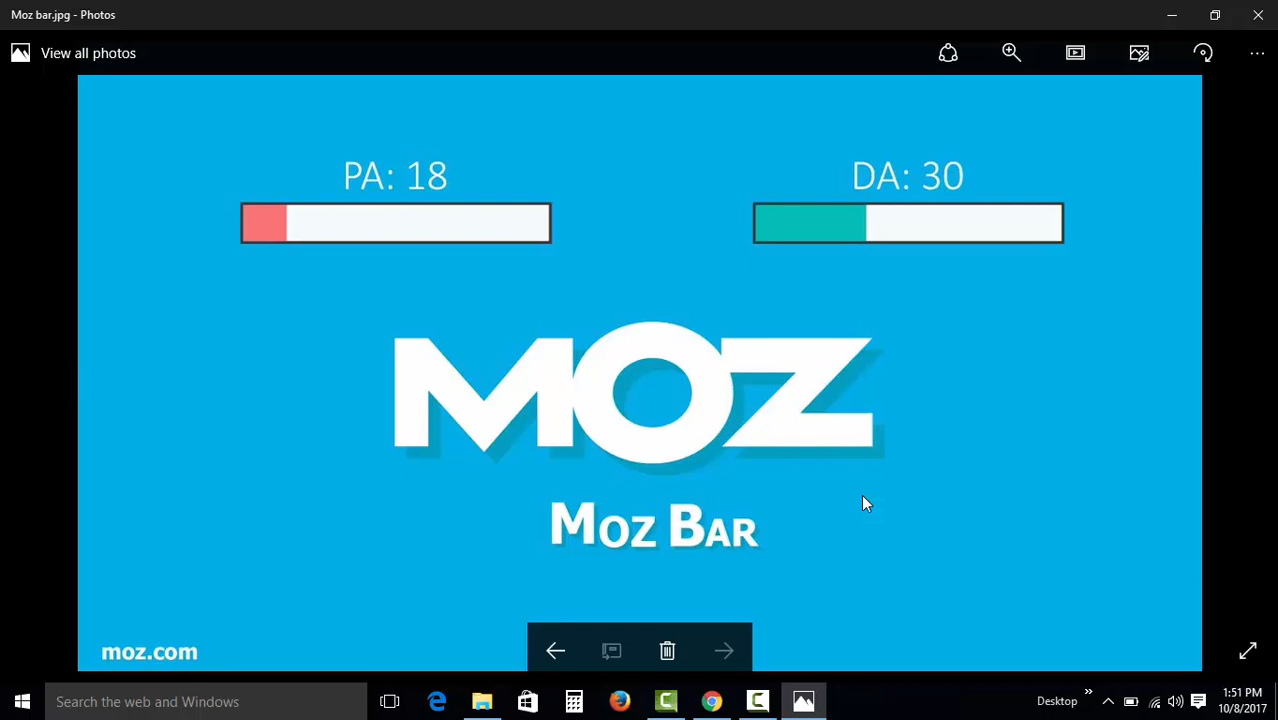 Moz bar.jpg - Photos
View all photos
PA: 18
DA: 30
MOZ
Moz Bar
moz.com
Search the web and Windows
Desktop
1:51 PM
10/8/2017